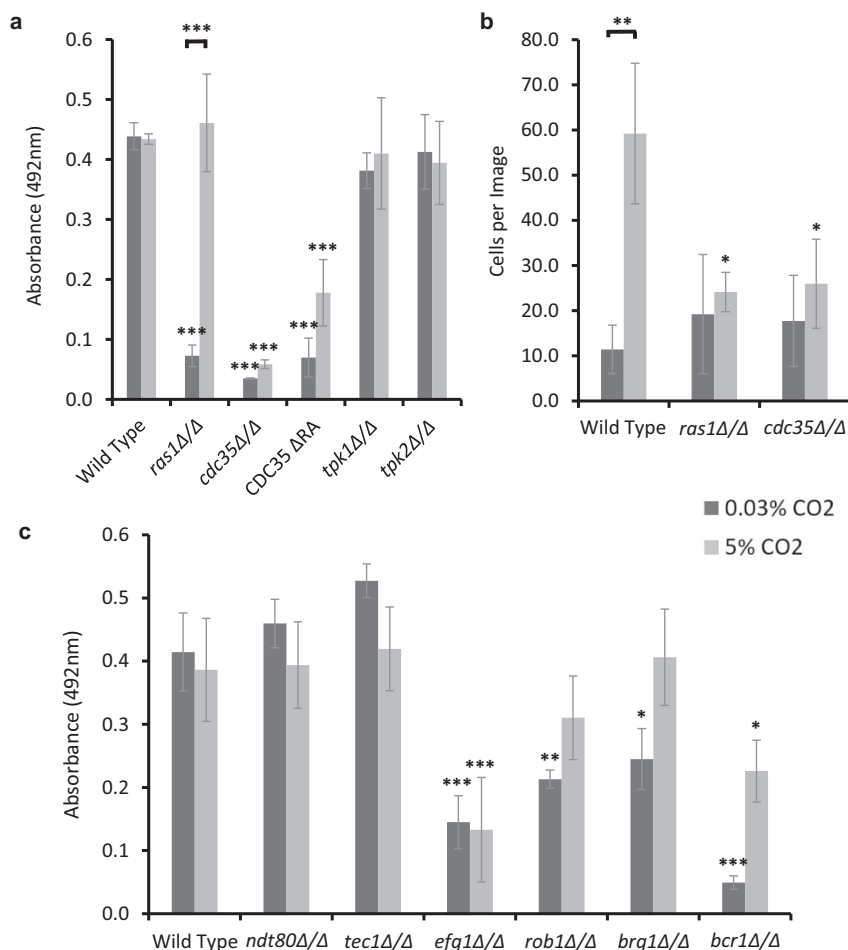 a
***
0.6
0.5
0.4
0.3
0.2
0.1
0.0
Absorbance (492nm)
***
***
***
***
***
Wild Type
ras1Δ/Δ
cdc35Δ/Δ
CDC35 ΔRA
tpk1Δ/Δ
tpk2Δ/Δ
b
**
80.0
70.0
60.0
50.0
40.0
30.0
20.0
10.0
0.0
Cells per Image
*
*
Wild Type ras1Δ/Δ cdc35Δ/Δ
0.03% CO2
5% CO2
c
0.6
0.5
0.4
0.3
0.2
0.1
0.0
Absorbance (492nm)
***
***
**
*
***
*
Wild Type ndt80Δ/Δ tec1Δ/Δ efg1Δ/Δ rob1Δ/Δ brg1Δ/Δ bcr1Δ/Δ